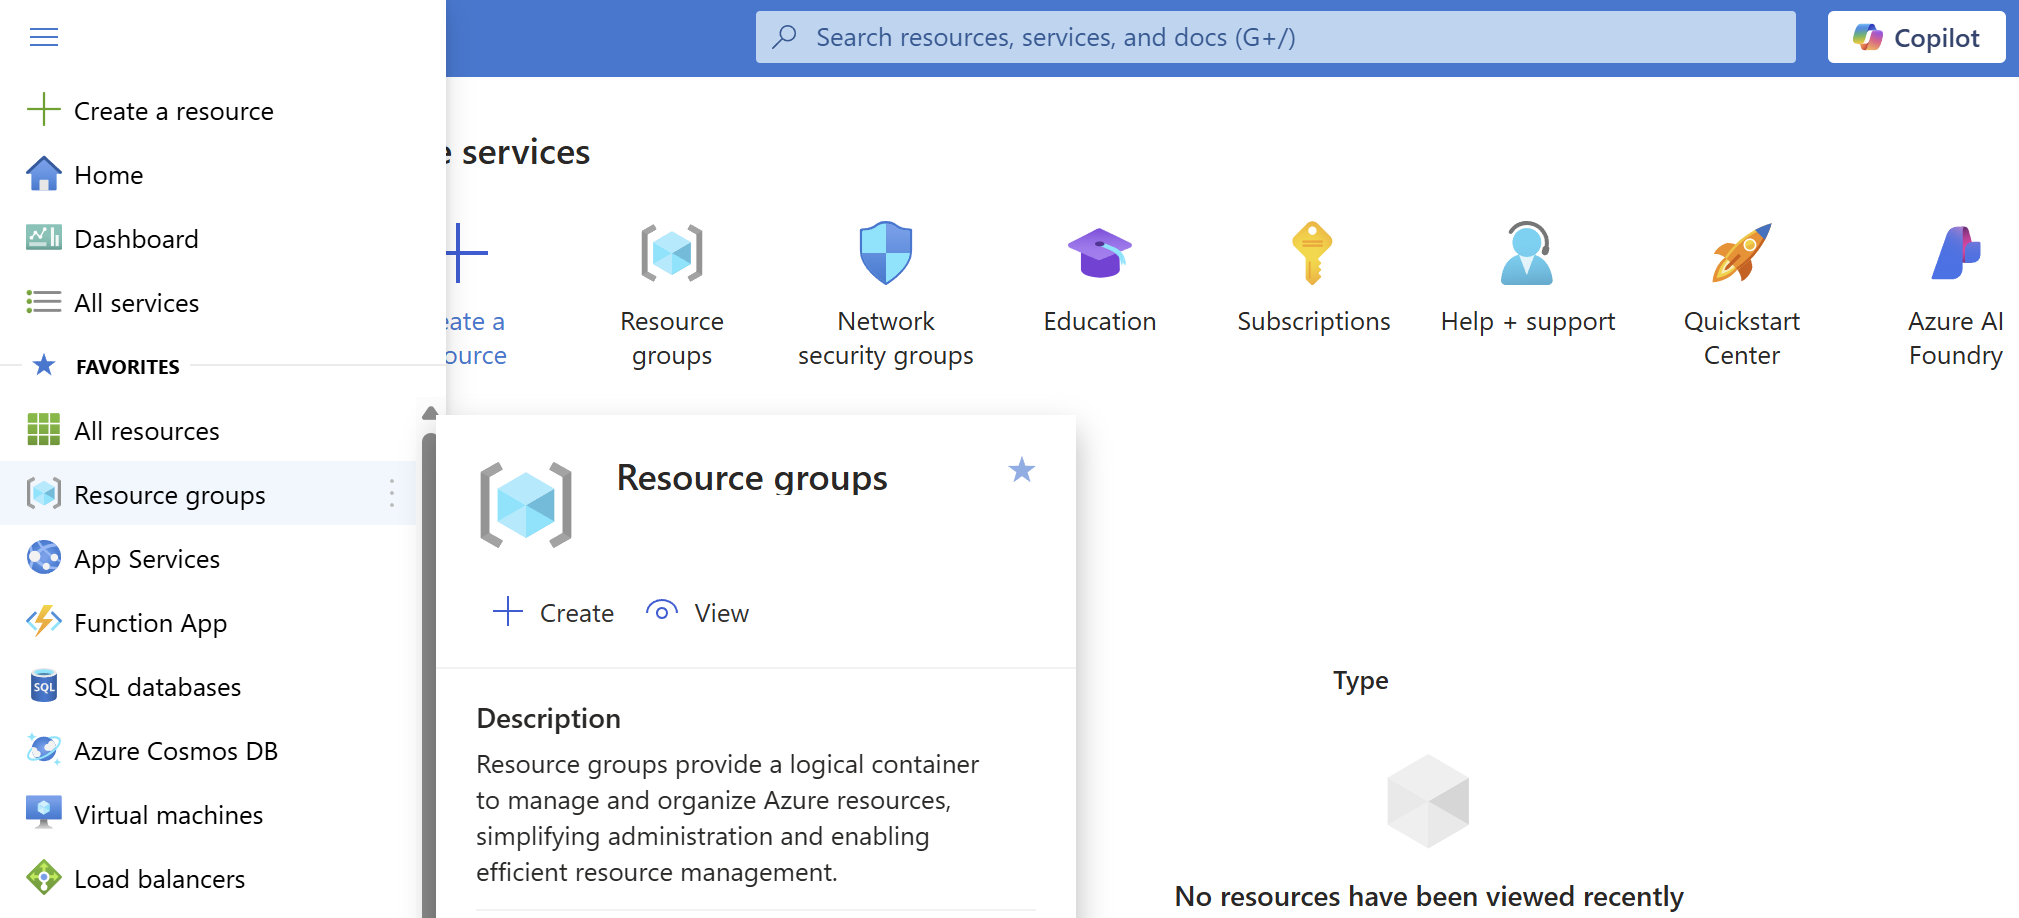 Search resources, services, and docs (G+/)
Copilot
Create a resource
Home
Dashboard
All services
FAVORITES
All resources
Resource groups
App Services
Function App
SQL
SQL databases
Azure Cosmos DB
Virtual machines
Load balancers
e services
eate a
ource
Resource
groups
Network
security groups
Education
Subscriptions
Help + support
Quickstart
Center
Azure AI
Foundry
Resource groups
Create
View
Description
Resource groups provide a logical container
to manage and organize Azure resources,
simplifying administration and enabling
efficient resource management.
Type
No resources have been viewed recently